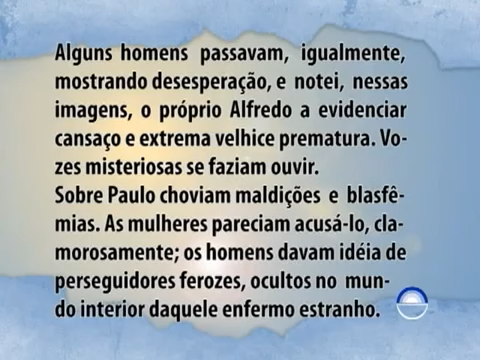 Alguns homens passavam, igualmente,
mostrando desesperação, e notei, nessas
imagens, o próprio Alfredo a evidenciar
cansaço e extrema velhice prematura. Vo-
zes misteriosas se faziam ouvir.
Sobre Paulo choviam maldições e blasfê-
mias. As mulheres pareciam acusá-lo, cla-
morosamente; os homens davam idéia de
perseguidores ferozes, ocultos no mun-
do interior daquele enfermo estranho.